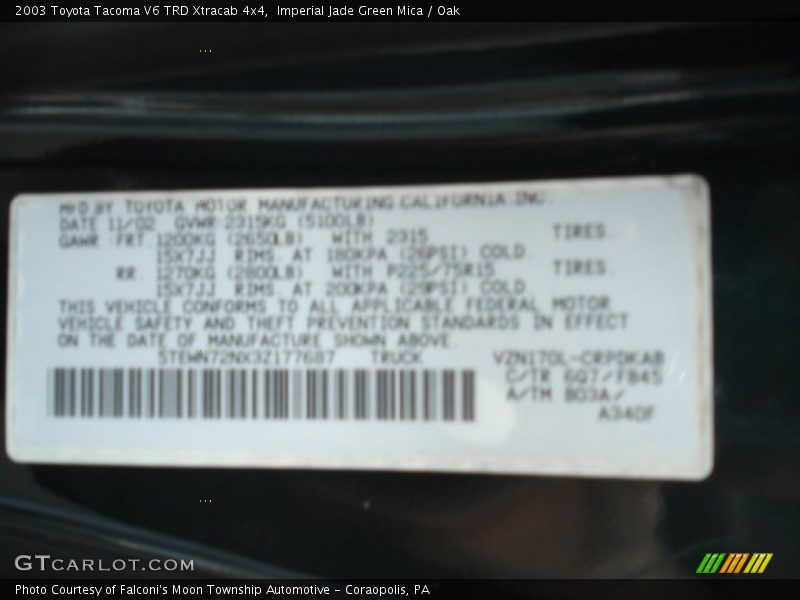 2003 Toyota Tacoma V6 TRD Xtracab 4x4,  Imperial Jade Green Mica / Oak
MFD BY TOYOTA MOTOR MANUFACTURING CALIFORNIA INC.
DATE 11/02 GVWR 2315KG (5100LB)
GAWR FRT 1200KG (2650LB) WITH 2315 TIRES
15X7JJ RIMS. AT 180KPA (26PSI) COLD
RR. 1270KG (2800LB) WITH P225/75R15 TIRES
15X7JJ RIMS. AT 200KPA (29PSI) COLD
THIS VEHICLE CONFORMS TO ALL APPLICABLE FEDERAL MOTOR
VEHICLE SAFETY AND THEFT PREVENTION STANDARDS IN EFFECT
ON THE DATE OF MANUFACTURE SHOWN ABOVE.
5TEWN72NX3Z177687 TRUCK VZN170L-CRPDKAB
C/TR 6Q7/FB45
A/TM B03A/
A340F
GTCARLOT.COM
Photo Courtesy of Falconi's Moon Township Automotive - Coraopolis, PA